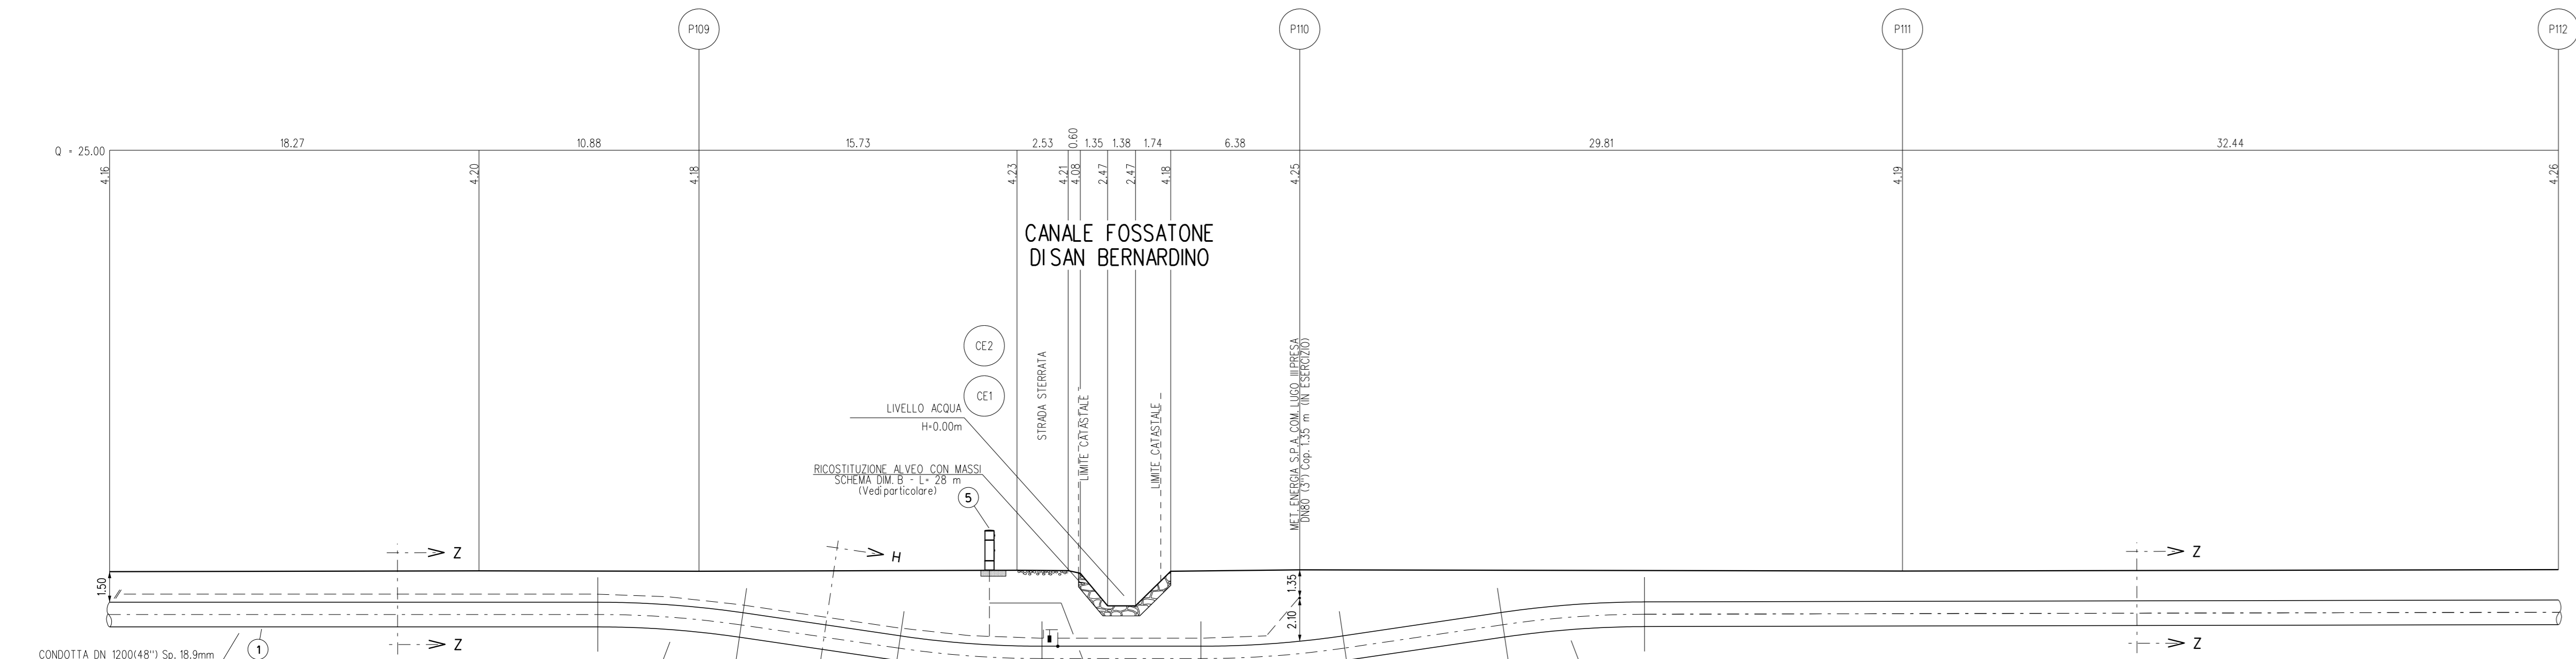 P109
P110
P111
P112
Q = 25.00
18.27
10.88
15.73
2.53
0.60
1.35
1.38
1.74
6.38
29.81
32.44
4.16
4.20
4.18
4.23
4.21
4.08
2.47
2.47
4.18
4.25
4.19
4.26
CANALE FOSSATONE
DI SAN BERNARDINO
CE2
CE1
STRADA STERRATA
LIMITE CATASTALE
LIMITE CATASTALE
MET. ENERGIA S.P.A. COM. LUGO III PRESA
DN80 (3") Cop. 1.35 m (IN ESERCIZIO)
LIVELLO ACQUA
H=0.00m
RICOSTITUZIONE ALVEO CON MASSI
SCHEMA DIM. B - L= 28 m
(Vedi particolare)
5
Z
H
Z
1.50
1.35
2.10
Z
Z
1
CONDOTTA DN 1200(48'') Sp. 18.9mm